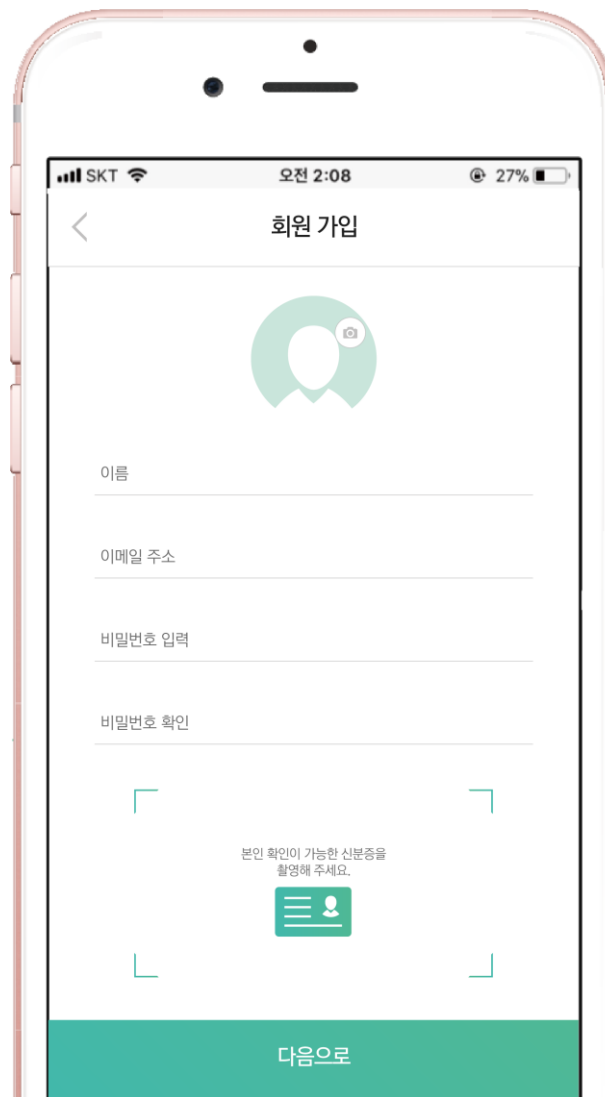 SKT 오전 2:08 27%
회원 가입
이름
이메일 주소
비밀번호 입력
비밀번호 확인
본인 확인이 가능한 신분증을
촬영해 주세요.
다음으로